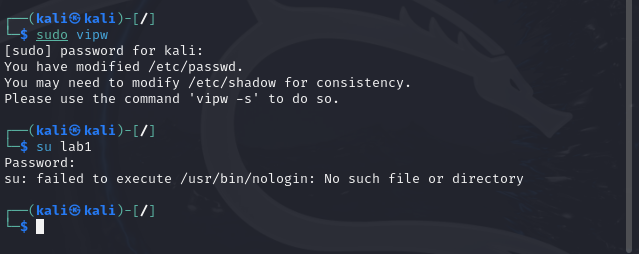 ┌──(kali㉿kali)-[/]
└─$ sudo vipw
[sudo] password for kali:
You have modified /etc/passwd.
You may need to modify /etc/shadow for consistency.
Please use the command 'vipw -s' to do so.
┌──(kali㉿kali)-[/]
└─$ su lab1
Password:
su: failed to execute /usr/bin/nologin: No such file or directory
┌──(kali㉿kali)-[/]
└─$